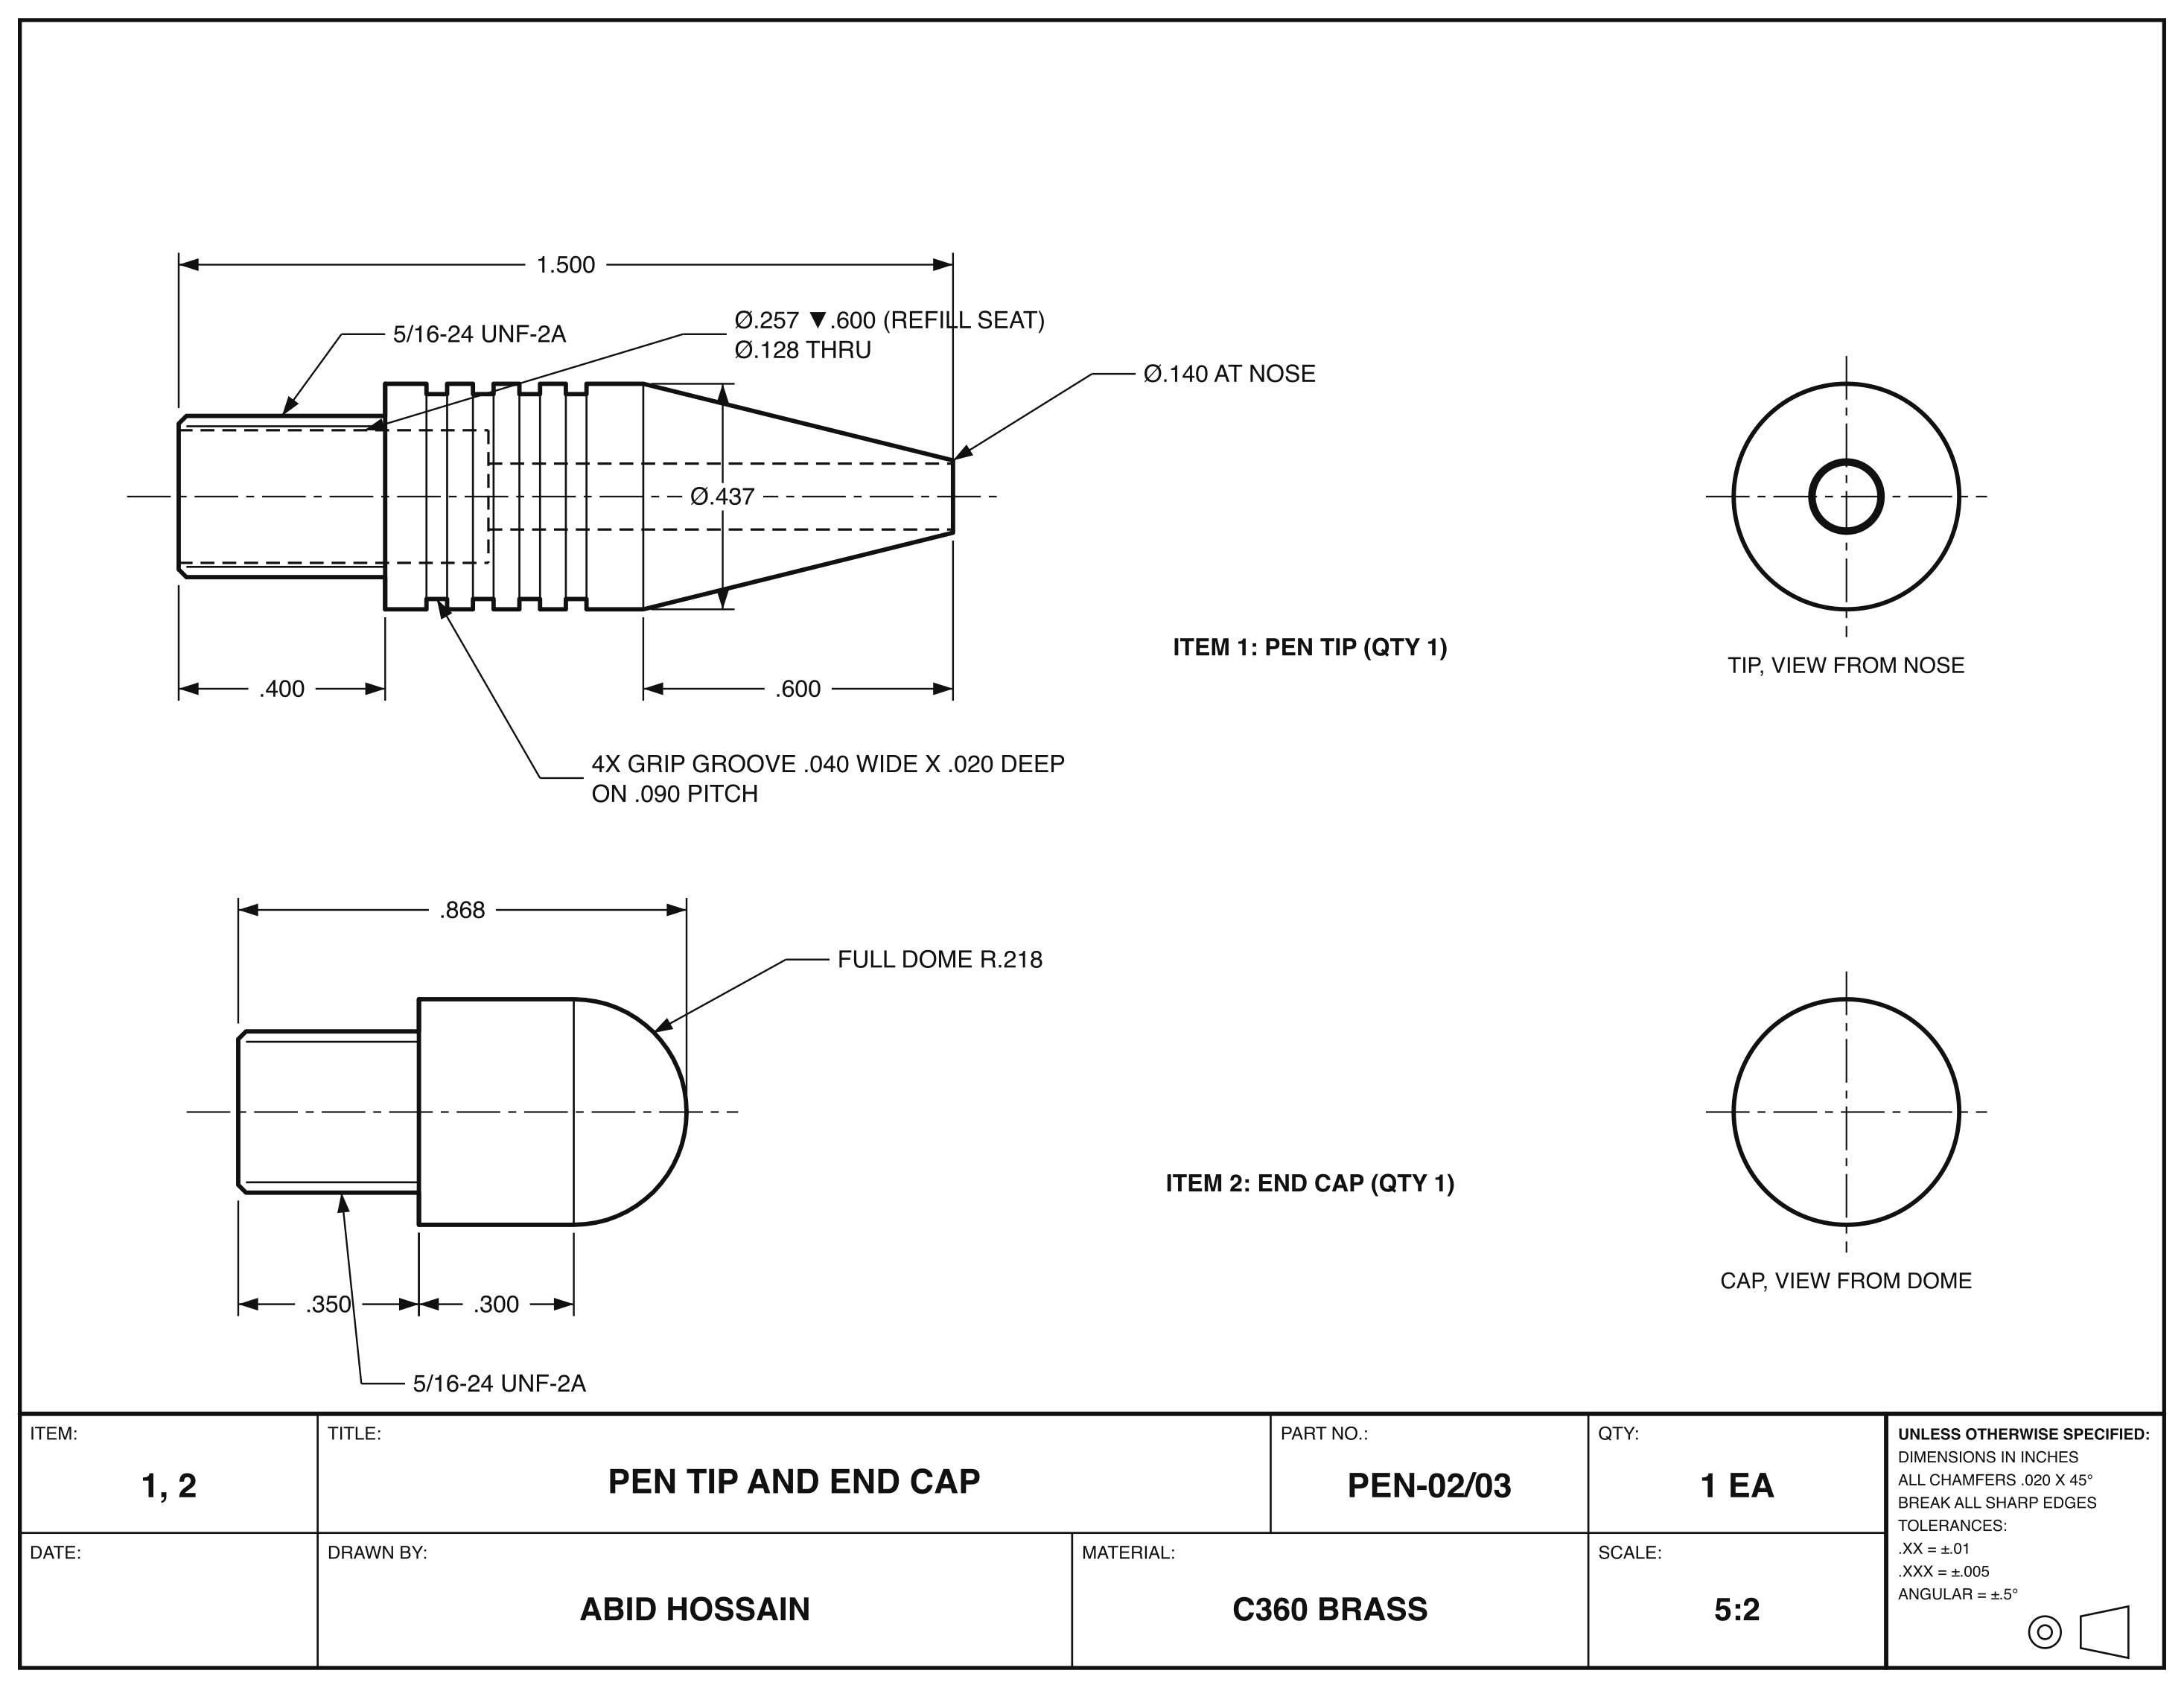 1.500
5/16-24 UNF-2A
Ø.257 ▼.600 (REFILL SEAT)
Ø.128 THRU
Ø.140 AT NOSE
Ø.437
ITEM 1: PEN TIP (QTY 1)
TIP, VIEW FROM NOSE
.400
.600
4X GRIP GROOVE .040 WIDE X .020 DEEP
ON .090 PITCH
.868
FULL DOME R.218
ITEM 2: END CAP (QTY 1)
CAP, VIEW FROM DOME
.350
.300
5/16-24 UNF-2A
ITEM:
1, 2
TITLE:
PEN TIP AND END CAP
PART NO.:
PEN-02/03
QTY:
1 EA
DATE:
DRAWN BY:
ABID HOSSAIN
MATERIAL:
C360 BRASS
SCALE:
5:2
UNLESS OTHERWISE SPECIFIED:
DIMENSIONS IN INCHES
ALL CHAMFERS .020 X 45°
BREAK ALL SHARP EDGES
TOLERANCES:
.XX = ±.01
.XXX = ±.005
ANGULAR = ±.5°